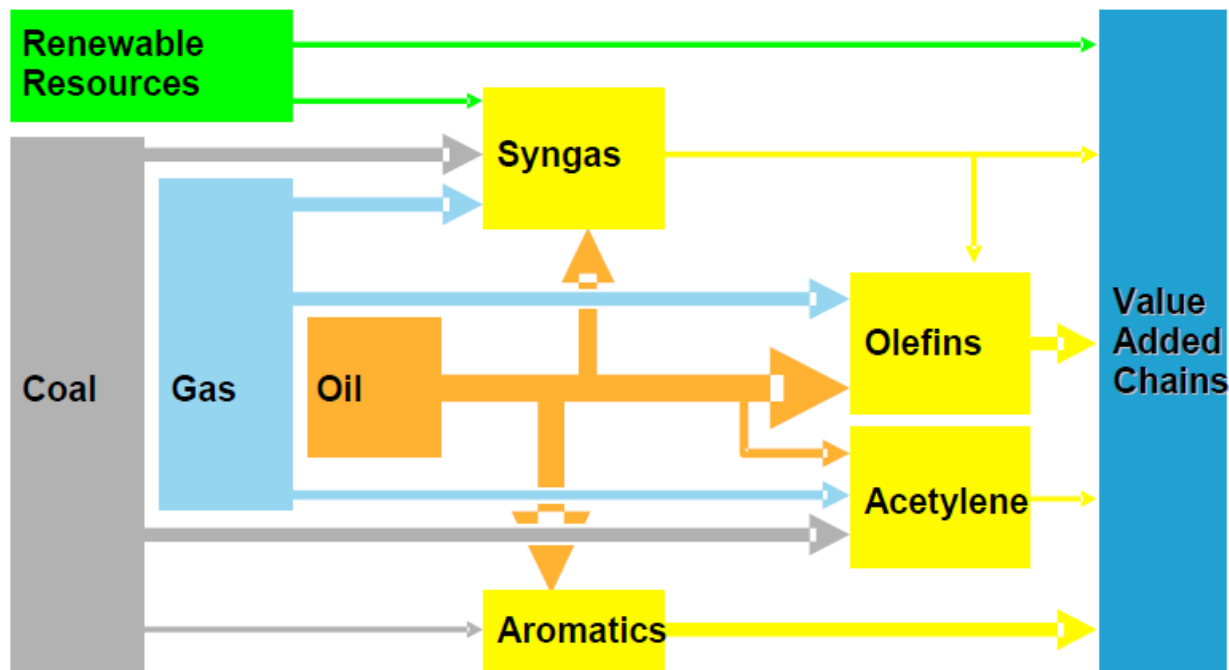 Renewable
Resources
Syngas
Coal
Gas
Oil
Olefins
Value
Added
Chains
Acetylene
Aromatics